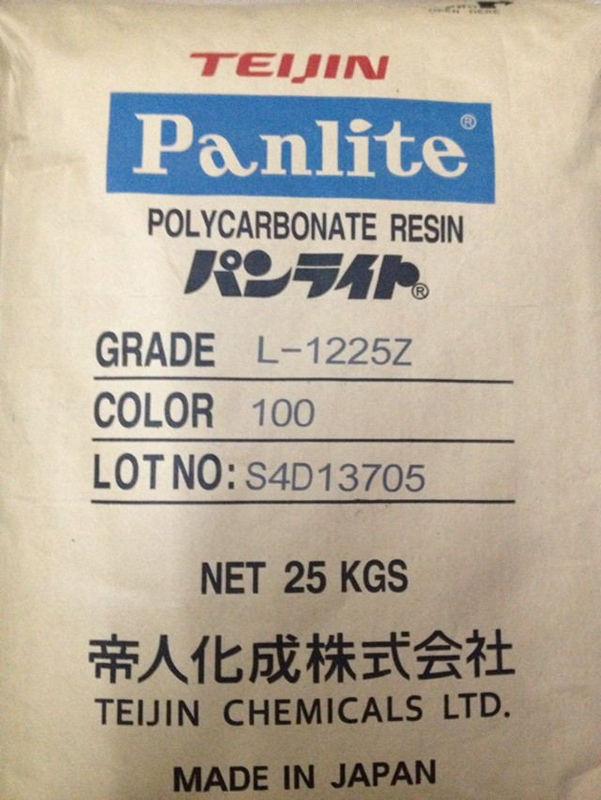 TEIJIN
Panlite®
POLYCARBONATE RESIN
パンライト®
GRADE L-1225Z
COLOR 100
LOT NO: S4D13705
NET 25 KGS
帝人化成株式会社
TEIJIN CHEMICALS LTD.
MADE IN JAPAN